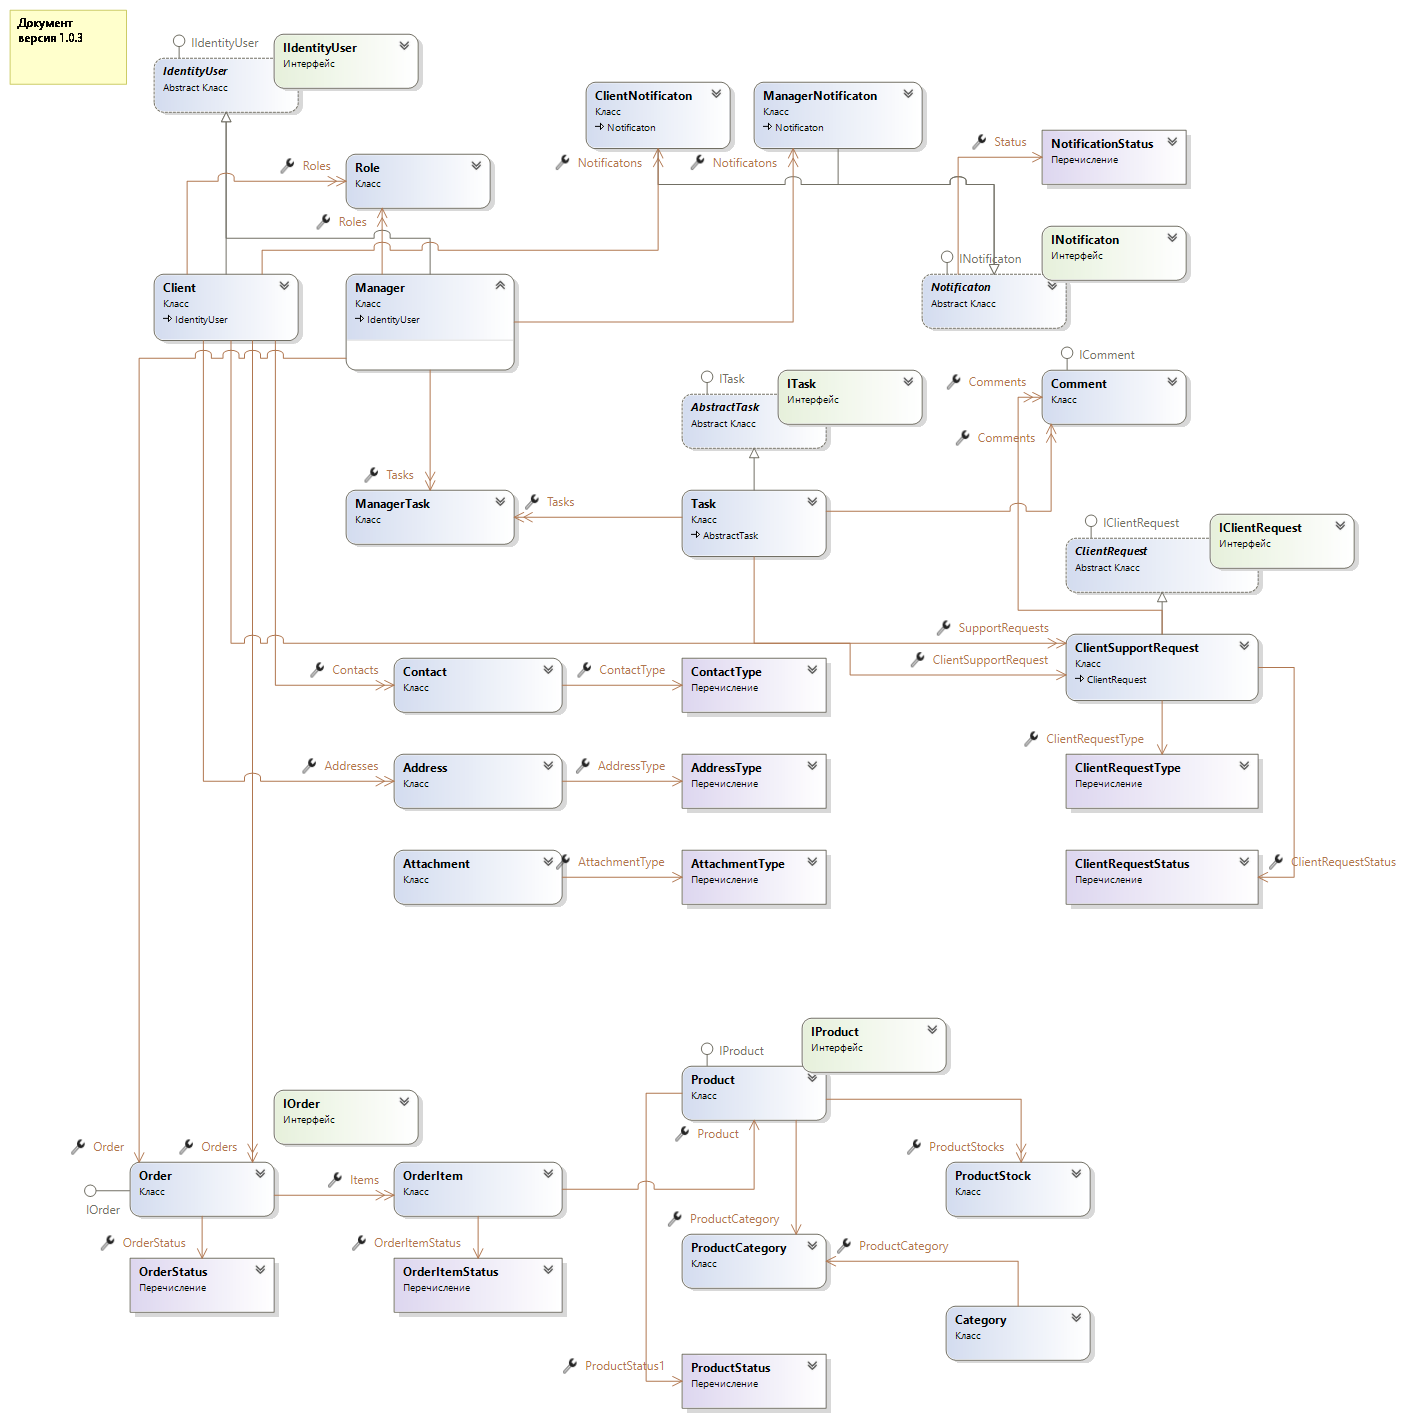 Документ
версия 1.0.3
IIdentityUser
IdentityUser
Abstract Класс
IIdentityUser
Интерфейс
ClientNotificaton
Класс
Notificaton
ManagerNotificaton
Класс
Notificaton
Status
NotificationStatus
Перечисление
Roles
Role
Класс
Roles
Notificatons
Notificatons
INotificaton
Интерфейс
INotificaton
Notificaton
Abstract Класс
Client
Класс
IdentityUser
Manager
Класс
IdentityUser
ITask
AbstractTask
Abstract Класс
ITask
Интерфейс
IComment
Comments
Comment
Класс
Comments
Tasks
ManagerTask
Класс
Tasks
Task
Класс
AbstractTask
IClientRequest
ClientRequest
Abstract Класс
IClientRequest
Интерфейс
SupportRequests
ClientSupportRequest
ClientSupportRequest
Класс
ClientRequest
Contacts
Contact
Класс
ContactType
ContactType
Перечисление
ClientRequestType
ClientRequestType
Перечисление
Addresses
Address
Класс
AddressType
AddressType
Перечисление
Attachment
Класс
AttachmentType
AttachmentType
Перечисление
ClientRequestStatus
Перечисление
ClientRequestStatus
IProduct
Интерфейс
IProduct
Product
Класс
IOrder
Интерфейс
Order
Orders
Product
ProductStocks
Order
Класс
IOrder
Items
OrderItem
Класс
ProductStock
Класс
OrderStatus
OrderStatus
Перечисление
OrderItemStatus
OrderItemStatus
Перечисление
ProductCategory
ProductCategory
Класс
ProductCategory
Category
Класс
ProductStatus1
ProductStatus
Перечисление